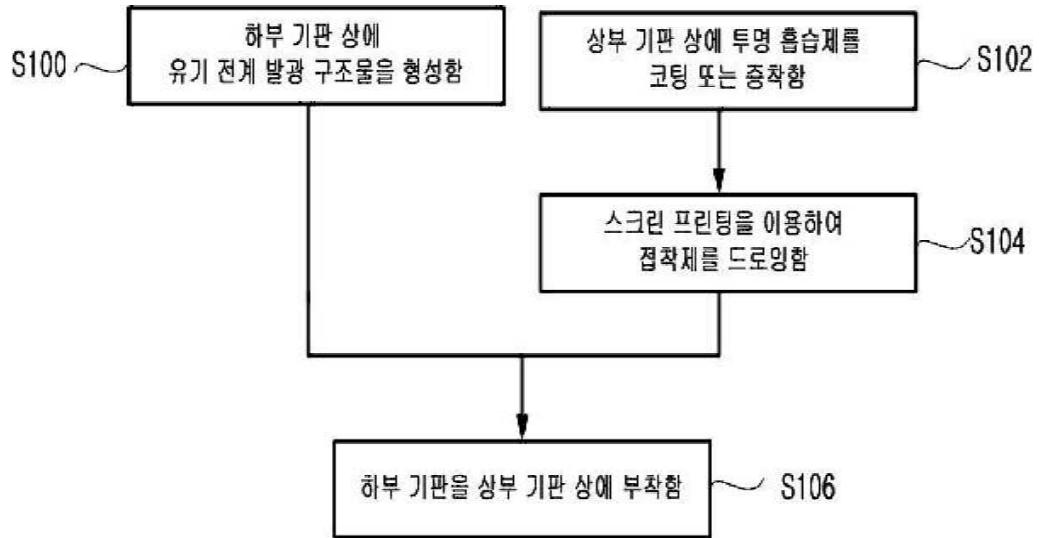 S100
하부 기판 상에
유기 전계 발광 구조물을 형성함
상부 기판 상에 투명 흡습제를
코팅 또는 증착함
S102
스크린 프린팅을 이용하여
접착제를 드로잉함
S104
하부 기판을 상부 기판 상에 부착함
S106